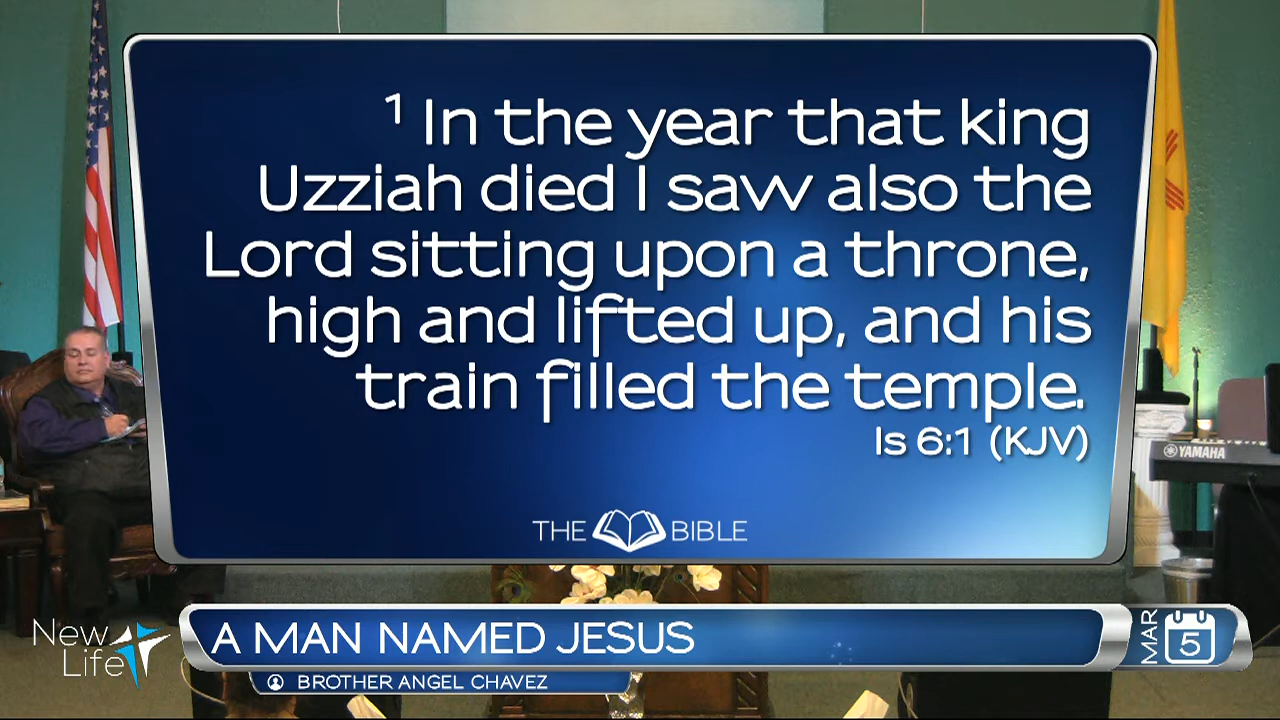 ¹ In the year that king
Uzziah died I saw also the
Lord sitting upon a throne,
high and lifted up, and his
train filled the temple.
Is 6:1 (KJV)
THE BIBLE
YAMAHA
New
Life
A MAN NAMED JESUS
BROTHER ANGEL CHAVEZ
MAR
5